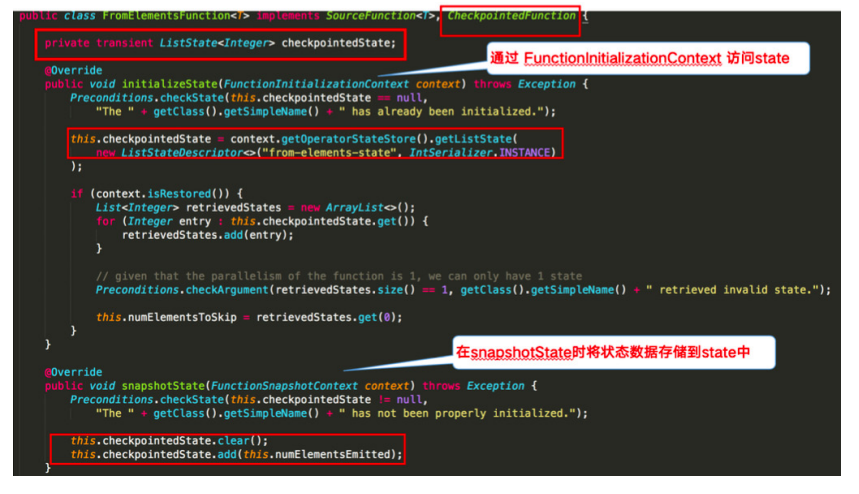 public class FromElementsFunction<T> implements SourceFunction<T>, CheckpointedFunction {
private transient ListState<Integer> checkpointedState;
通过 FunctionInitializationContext 访问state
@Override
public void initializeState(FunctionInitializationContext context) throws Exception {
Preconditions.checkState(this.checkpointedState == null,
"The " + getClass().getSimpleName() + " has already been initialized.");
this.checkpointedState = context.getOperatorStateStore().getListState(
new ListStateDescriptor<>("from-elements-state", IntSerializer.INSTANCE)
);
if (context.isRestored()) {
List<Integer> retrievedStates = new ArrayList<>();
for (Integer entry : this.checkpointedState.get()) {
retrievedStates.add(entry);
}
// given that the parallelism of the function is 1, we can only have 1 state
Preconditions.checkArgument(retrievedStates.size() == 1, getClass().getSimpleName() + " retrieved invalid state.");
this.numElementsToSkip = retrievedStates.get(0);
}
}
在snapshotState时将状态数据存储到state中
@Override
public void snapshotState(FunctionSnapshotContext context) throws Exception {
Preconditions.checkState(this.checkpointedState != null,
"The " + getClass().getSimpleName() + " has not been properly initialized.");
this.checkpointedState.clear();
this.checkpointedState.add(this.numElementsEmitted);
}